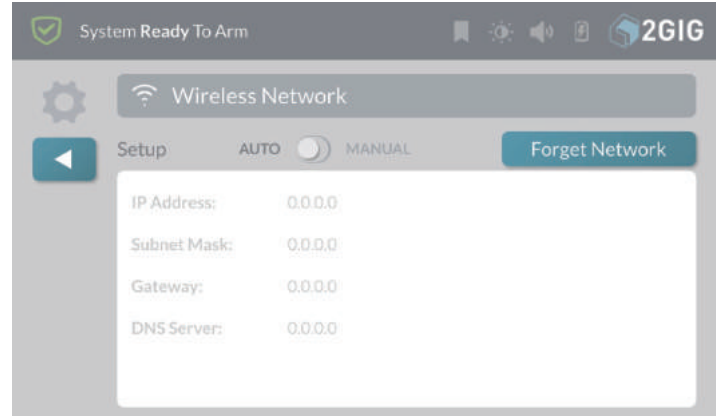 System Ready To Arm
2GIG
Wireless Network
Setup AUTO MANUAL Forget Network
IP Address: 0.0.0.0
Subnet Mask: 0.0.0.0
Gateway: 0.0.0.0
DNS Server: 0.0.0.0